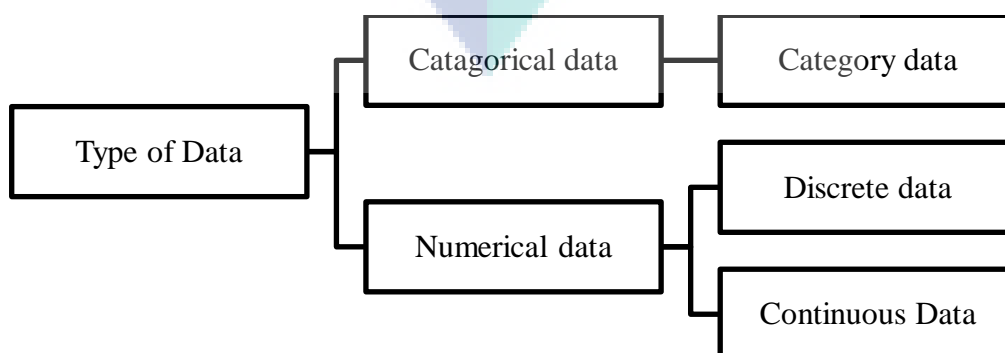 Catagorical data
Category data
Type of Data
Discrete data
Numerical data
Continuous Data